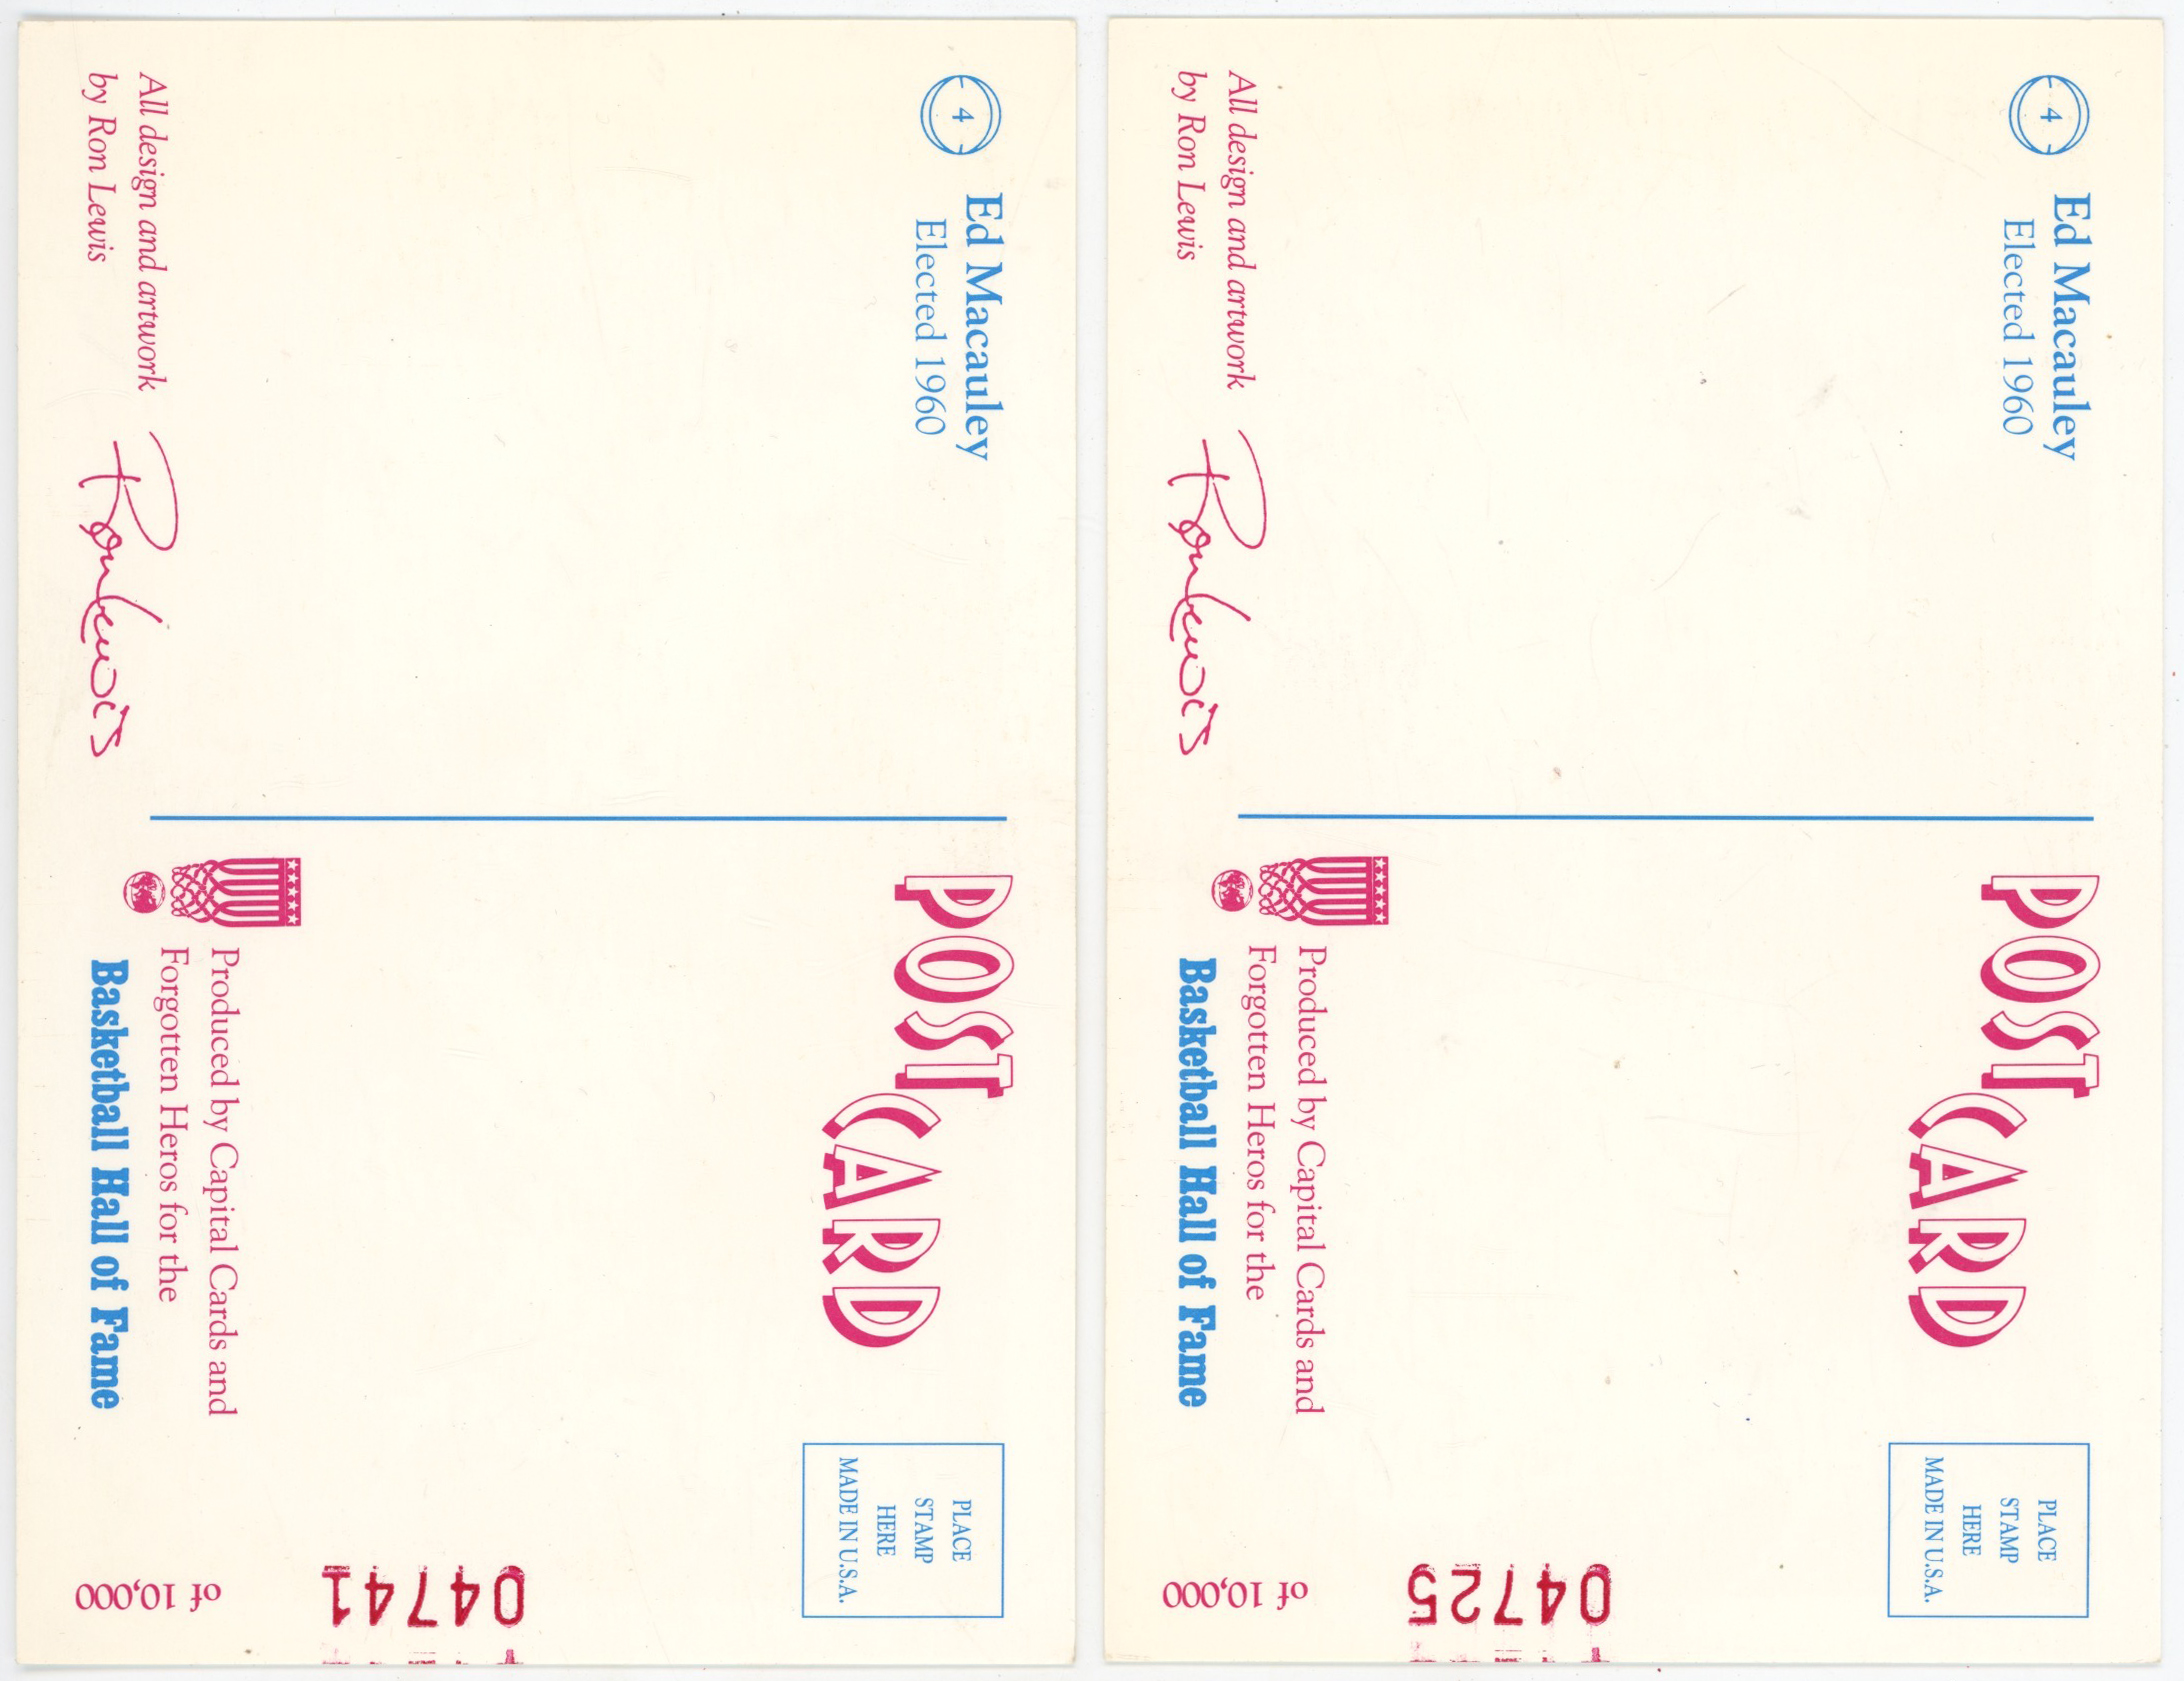 4
Ed Macauley
Elected 1960
All design and artwork
by Ron Lewis
Ron Lewis
POST
CARD
PLACE
STAMP
HERE
MADE IN U.S.A.
Produced by Capital Cards and
Forgotten Heros for the
Basketball Hall of Fame
04741
of 10,000
4
Ed Macauley
Elected 1960
All design and artwork
by Ron Lewis
Ron Lewis
POST
CARD
PLACE
STAMP
HERE
MADE IN U.S.A.
Produced by Capital Cards and
Forgotten Heros for the
Basketball Hall of Fame
04725
of 10,000